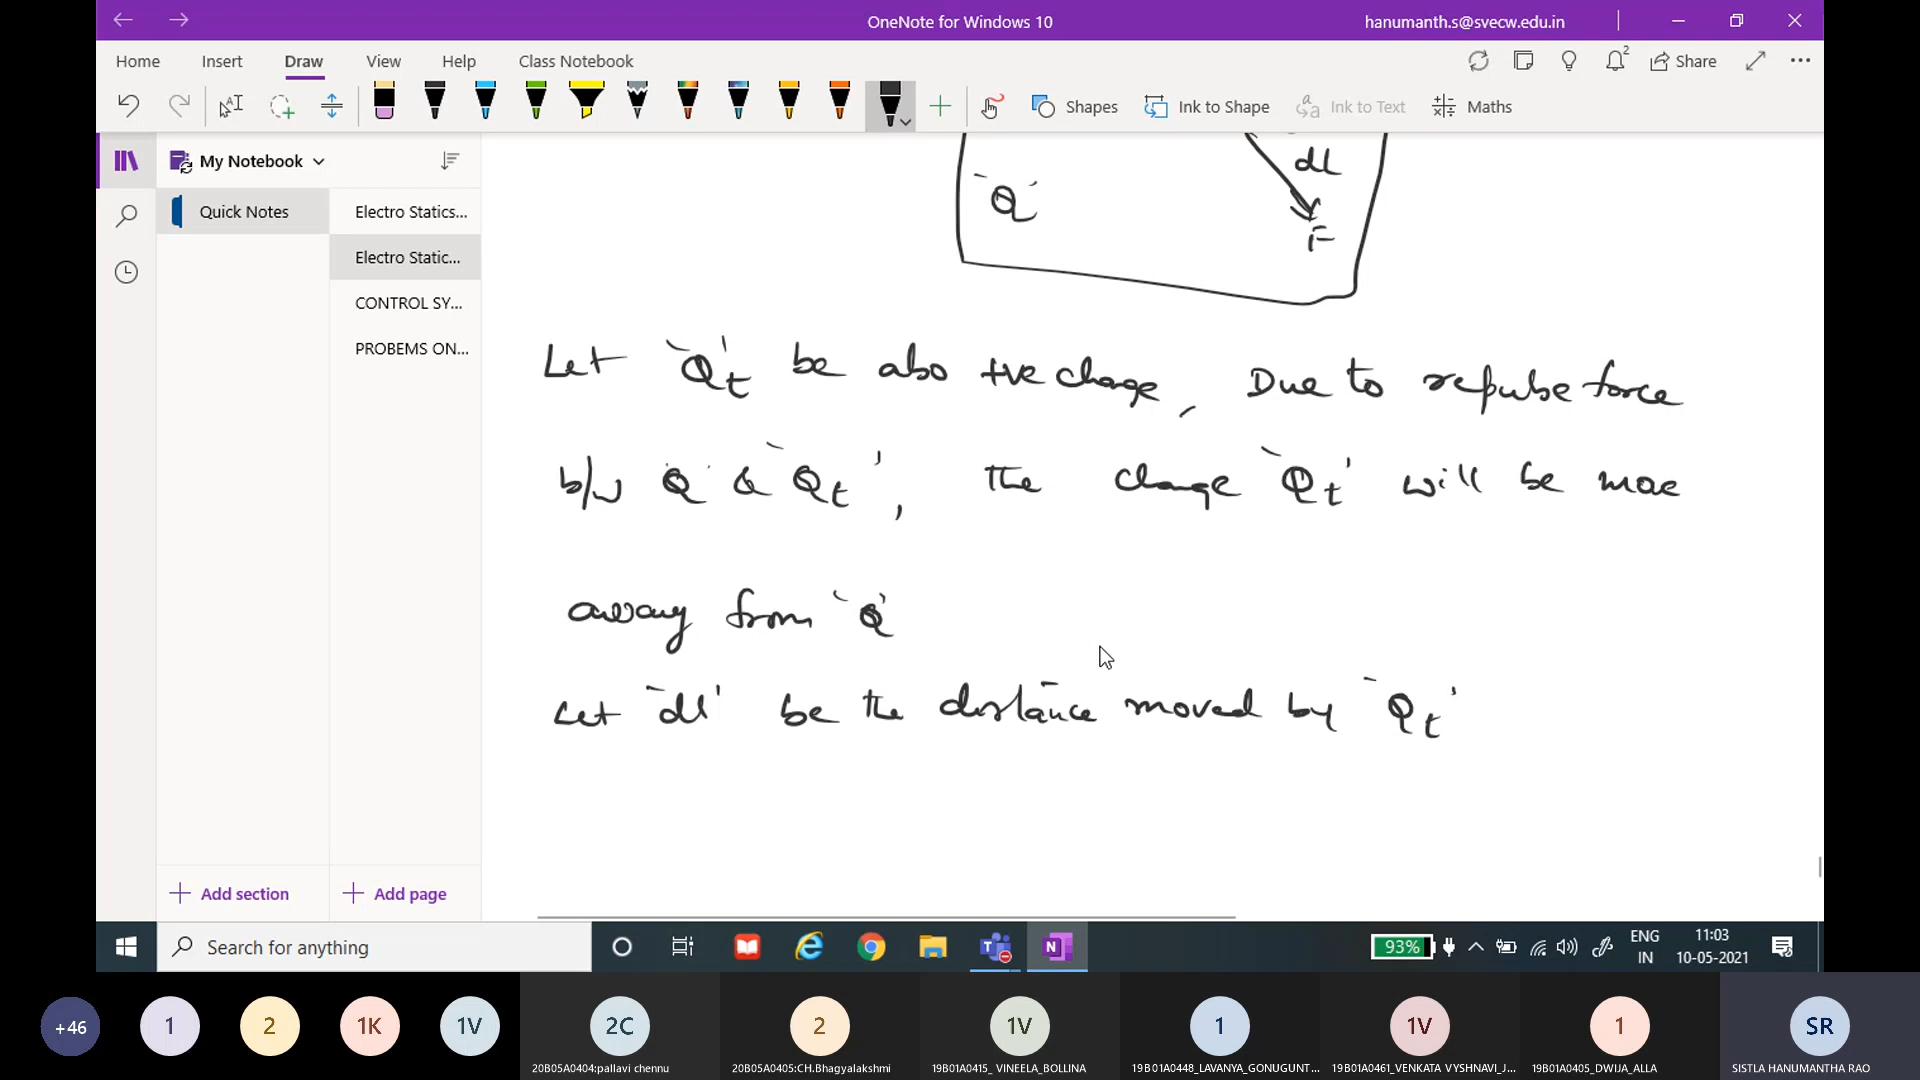 OneNote for Windows 10
hanumanth.s@svecw.edu.in
Home Insert Draw View Help Class Notebook
2 Share
Shapes Ink to Shape Ink to Text Maths
My Notebook
Quick Notes
Electro Statics...
Electro Static...
CONTROL SY...
PROBEMS ON...
dl
'Q'
F
Let 'Qt' be also +ve charge, Due to repulse force
b/w Q & 'Qt', the charge 'Qt' will be
away from 'Q'
Let 'dl' be the distance moved by 'Qt'
Add section
Add page
Search for anything
93%
ENG
IN
11:03
10-05-2021
+46
1
2
1K
1V
2C
2
1V
1
1V
1
SR
20B05A0404:pallavi chennu
20B05A0405:CH.Bhagyalakshmi
19B01A0415_ VINEELA_BOLLINA
19B01A0448_LAVANYA_GONUGUNT...
19B01A0461_VENKATA VYSHNAVI_J...
19B01A0405_DWIJA_ALLA
SISTLA HANUMANTHA RAO